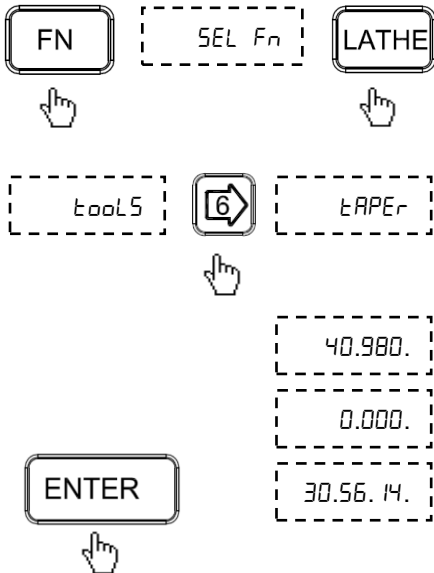 FN SEL Fn LATHE
tooLS 6 tAPEr
40.980.
0.000.
ENTER 30.56.14.